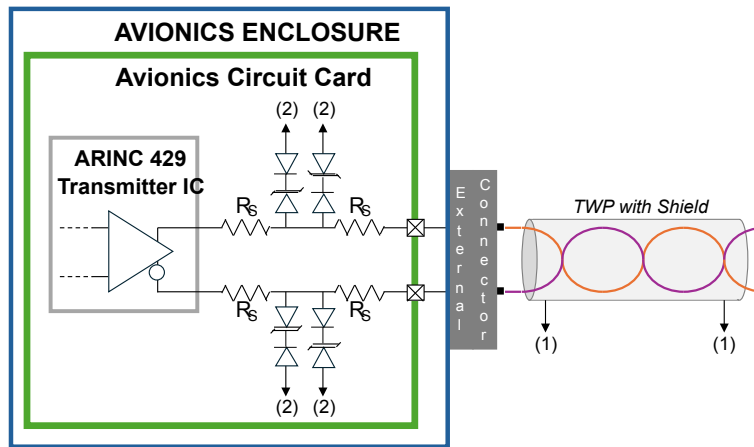 AVIONICS ENCLOSURE
Avionics Circuit Card
(2) (2)
ARINC 429
Transmitter IC
RS RS
External
Connector
TWP with Shield
RS RS
(1) (1)
(2) (2)